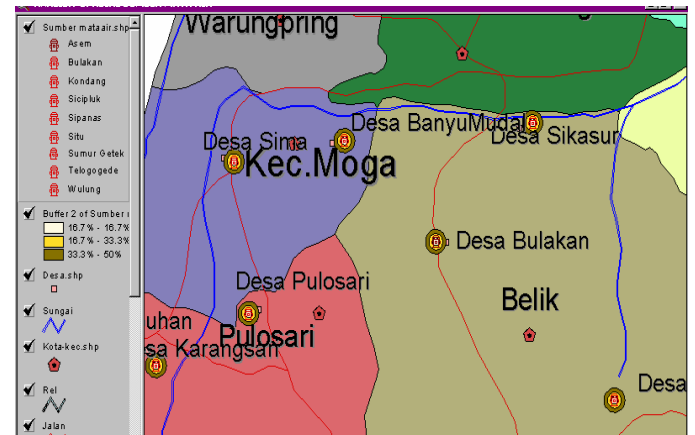 Sumber mataair.shp
Asem
Bulakan
Kondang
Sicipluk
Sipanas
Situ
Sumur Getek
Telogogede
Wulung
Buffer 2 of Sumber
16.7% - 16.7%
16.7% - 33.3%
33.3% - 50%
Desa.shp
Sungai
Kota-kec.shp
Rel
Jalan
Warungpring
Desa BanyuMudal
Desa Sikasur
Desa Sima
Kec.Moga
Desa Bulakan
Desa Pulosari
Belik
uhan
Pulosari
sa Karangsari
Desa